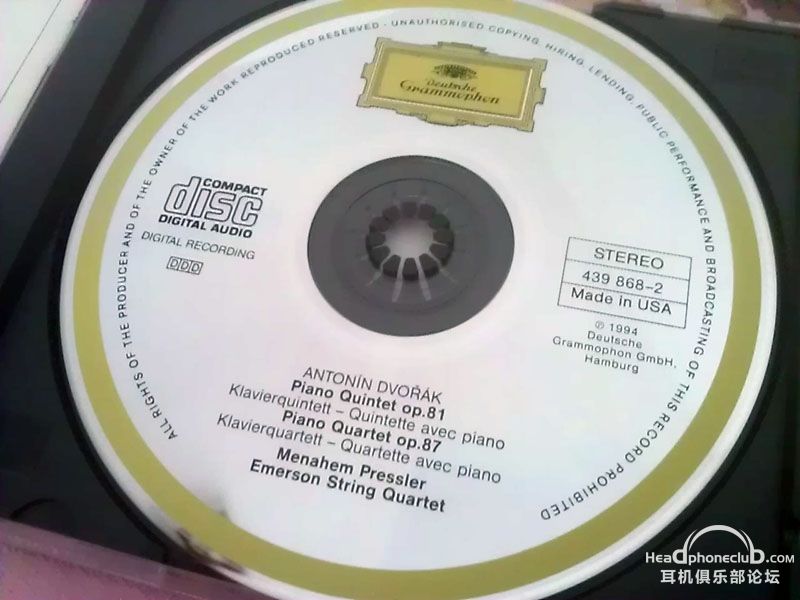 ALL RIGHTS OF THE PRODUCER AND OF THE OWNER OF THE WORK REPRODUCED RESERVED · UNAUTHORISED COPYING, HIRING, LENDING, PUBLIC PERFORMANCE AND BROADCASTING OF THIS RECORD PROHIBITED
Deutsche
Grammophon
COMPACT
disc
DIGITAL AUDIO
DIGITAL RECORDING
DDD
STEREO
439 868-2
Made in USA
℗ 1994
Deutsche
Grammophon GmbH,
Hamburg
ANTONÍN DVOŘÁK
Piano Quintet op.81
Klavierquintett – Quintette avec piano
Piano Quartet op.87
Klavierquartett – Quartette avec piano
Menahem Pressler
Emerson String Quartet
Headphoneclub.com
耳机俱乐部论坛